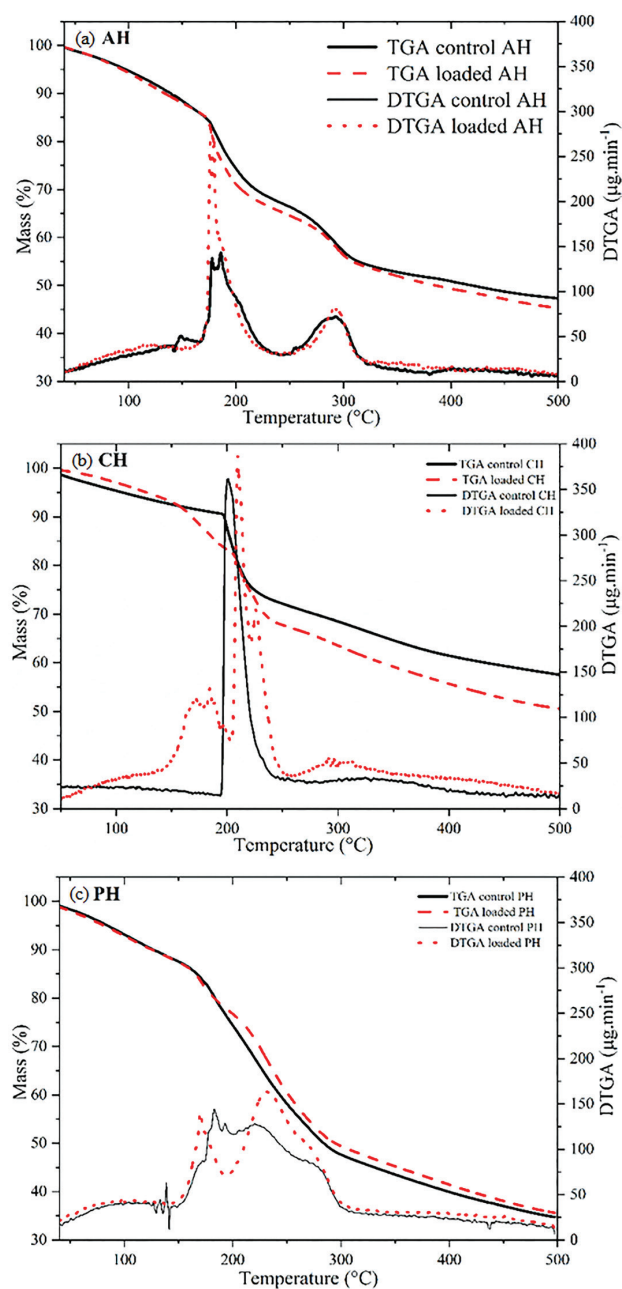 (a) AH
TGA control AH
TGA loaded AH
DTGA control AH
DTGA loaded AH
Mass (%)
100
90
80
70
60
50
40
30
DTGA (µg.min⁻¹)
400
350
300
250
200
150
100
50
0
100 200 300 400 500
Temperature (°C)
(b) CH
TGA control CH
TGA loaded CH
DTGA control CH
DTGA loaded CH
Mass (%)
100
90
80
70
60
50
40
30
DTGA (µg.min⁻¹)
400
350
300
250
200
150
100
50
0
100 200 300 400 500
Temperature (°C)
(c) PH
TGA control PH
TGA loaded PH
DTGA control PH
DTGA loaded PH
Mass (%)
100
90
80
70
60
50
40
30
DTGA (µg.min⁻¹)
400
350
300
250
200
150
100
50
0
100 200 300 400 500
Temperature (°C)